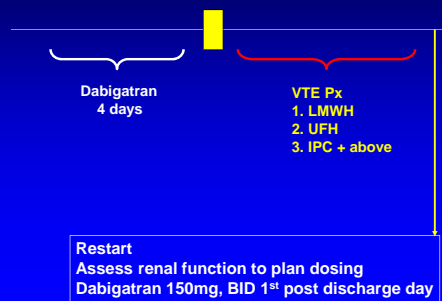 Dabigatran
4 days
VTE Px
1. LMWH
2. UFH
3. IPC + above
Restart
Assess renal function to plan dosing
Dabigatran 150mg, BID 1st post discharge day